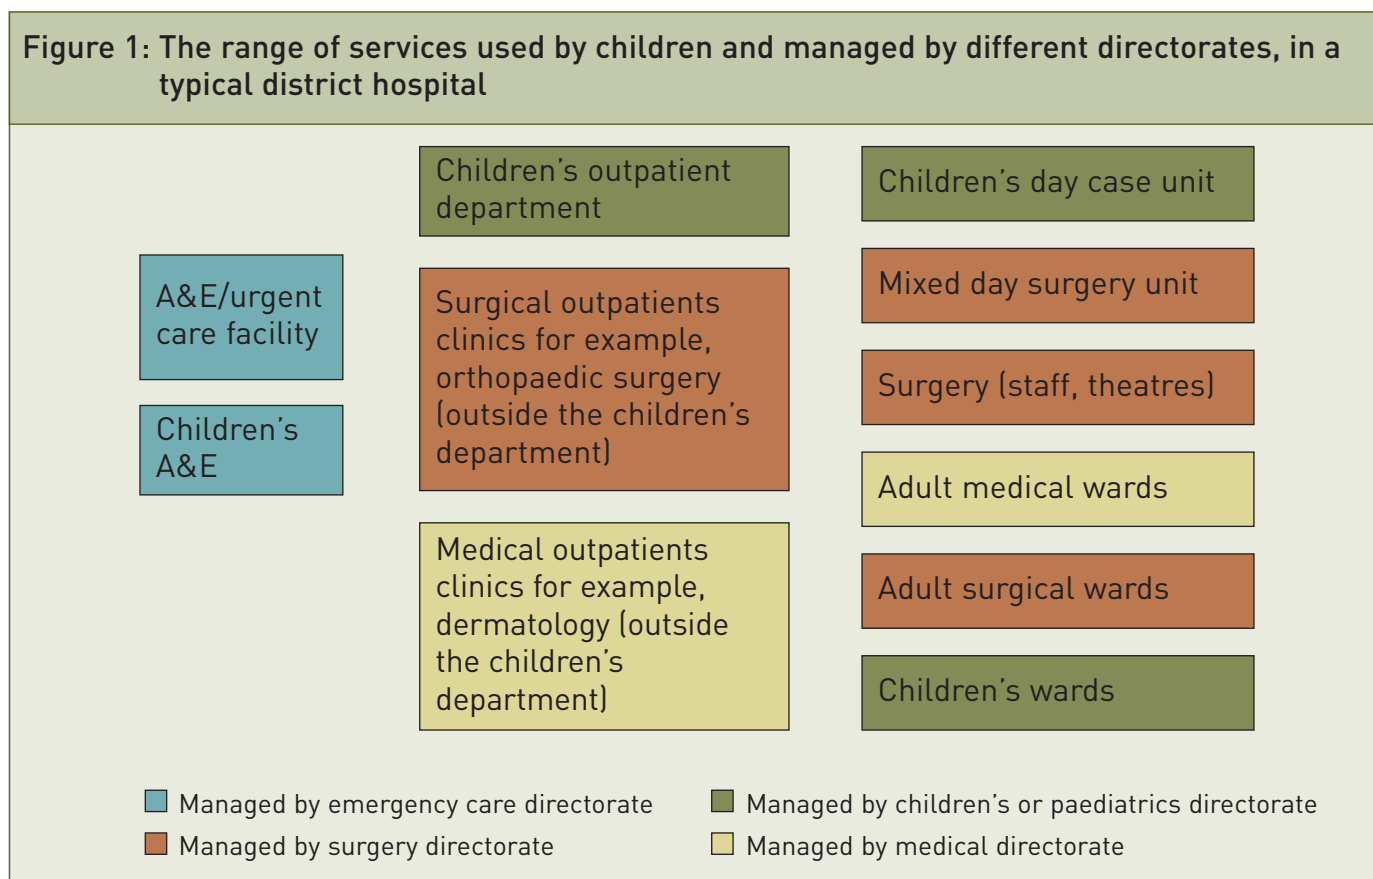 Figure 1: The range of services used by children and managed by different directorates, in a
typical district hospital
A&E/urgent
care facility
Children’s
A&E
Children’s outpatient
department
Surgical outpatients
clinics for example,
orthopaedic surgery
(outside the children’s
department)
Medical outpatients
clinics for example,
dermatology (outside
the children’s
department)
Children’s day case unit
Mixed day surgery unit
Surgery (staff, theatres)
Adult medical wards
Adult surgical wards
Children’s wards
Managed by emergency care directorate
Managed by children’s or paediatrics directorate
Managed by surgery directorate
Managed by medical directorate